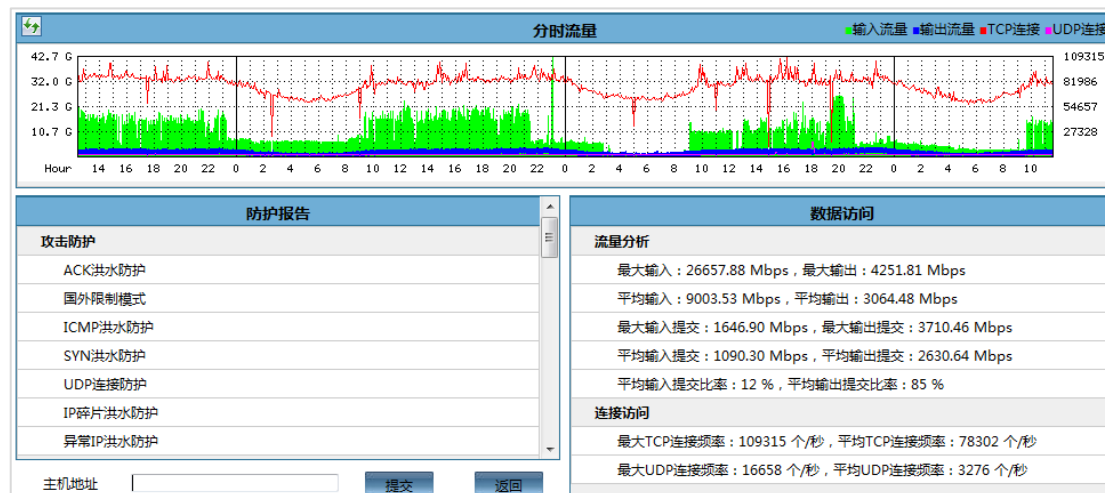 分时流量
输入流量 输出流量 TCP连接 UDP连接
42.7 G
32.0 G
21.3 G
10.7 G
109315
81986
54657
27328
Hour 14 16 18 20 22 0 2 4 6 8 10 12 14 16 18 20 22 0 2 4 6 8 10 12 14 16 18 20 22 0 2 4 6 8 10
防护报告
攻击防护
ACK洪水防护
国外限制模式
ICMP洪水防护
SYN洪水防护
UDP连接防护
IP碎片洪水防护
异常IP洪水防护
主机地址 提交 返回
数据访问
流量分析
最大输入：26657.88 Mbps，最大输出：4251.81 Mbps
平均输入：9003.53 Mbps，平均输出：3064.48 Mbps
最大输入提交：1646.90 Mbps，最大输出提交：3710.46 Mbps
平均输入提交：1090.30 Mbps，平均输出提交：2630.64 Mbps
平均输入提交比率：12 %，平均输出提交比率：85 %
连接访问
最大TCP连接频率：109315 个/秒，平均TCP连接频率：78302 个/秒
最大UDP连接频率：16658 个/秒，平均UDP连接频率：3276 个/秒